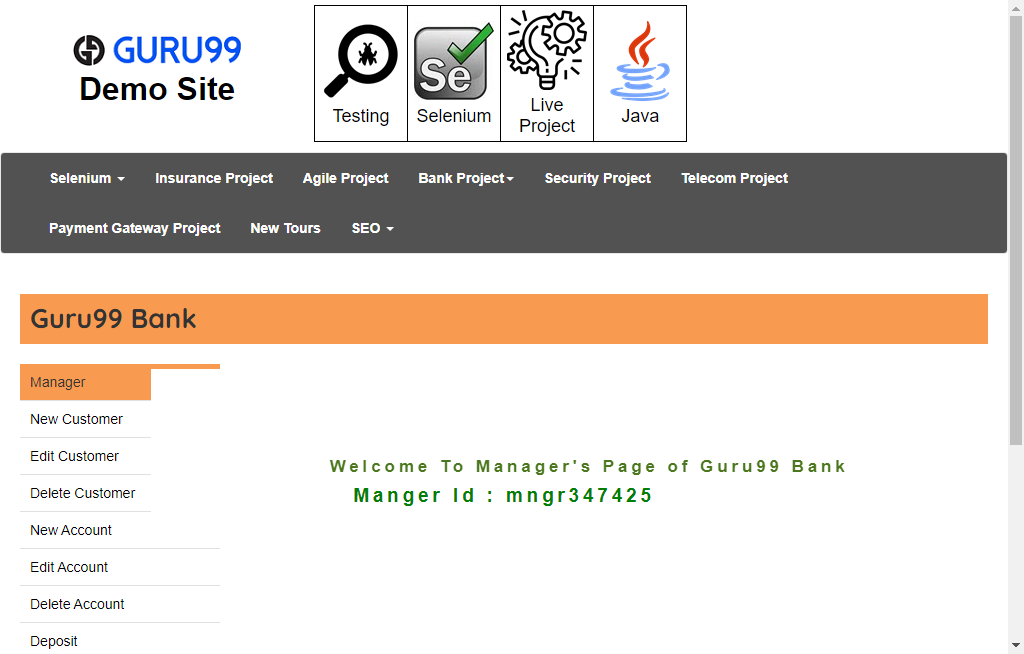 GURU99
Demo Site
Testing
Se
Selenium
Live
Project
Java
Selenium
Insurance Project
Agile Project
Bank Project
Security Project
Telecom Project
Payment Gateway Project
New Tours
SEO
Guru99 Bank
Manager
New Customer
Edit Customer
Delete Customer
New Account
Edit Account
Delete Account
Deposit
Welcome To Manager's Page of Guru99 Bank
Manger Id : mngr347425